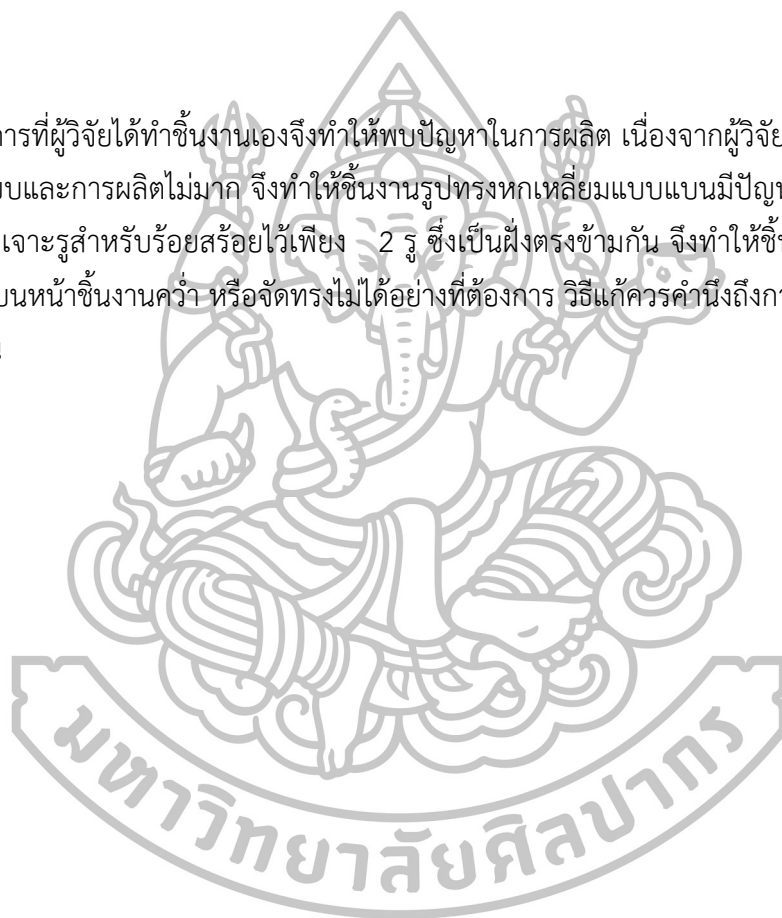 การที่ผู้วิจัยได้ทำชิ้นงานเองจึงทำให้พบปัญหาในการผลิต เนื่องจากผู้วิจัย
บบและการผลิตไม่มาก จึงทำให้ชิ้นงานรูปทรงหกเหลี่ยมแบบแบนมีปัญห
เจาะรูสำหรับร้อยสร้อยไว้เพียง 2 รู ซึ่งเป็นฝั่งตรงข้ามกัน จึงทำให้ชิ้
บนหน้าชิ้นงานคว่ำ หรือจัดทรงไม่ได้อย่างที่ต้องการ วิธีแก้ควรคำนึงถึงกา
มหาวิทยาลัยศิลปากร